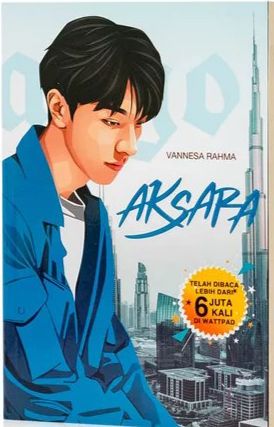 VANNESA RAHMA
AKSARA
TELAH DIBACA
LEBIH DARI*
6 JUTA
KALI
DI WATTPAD